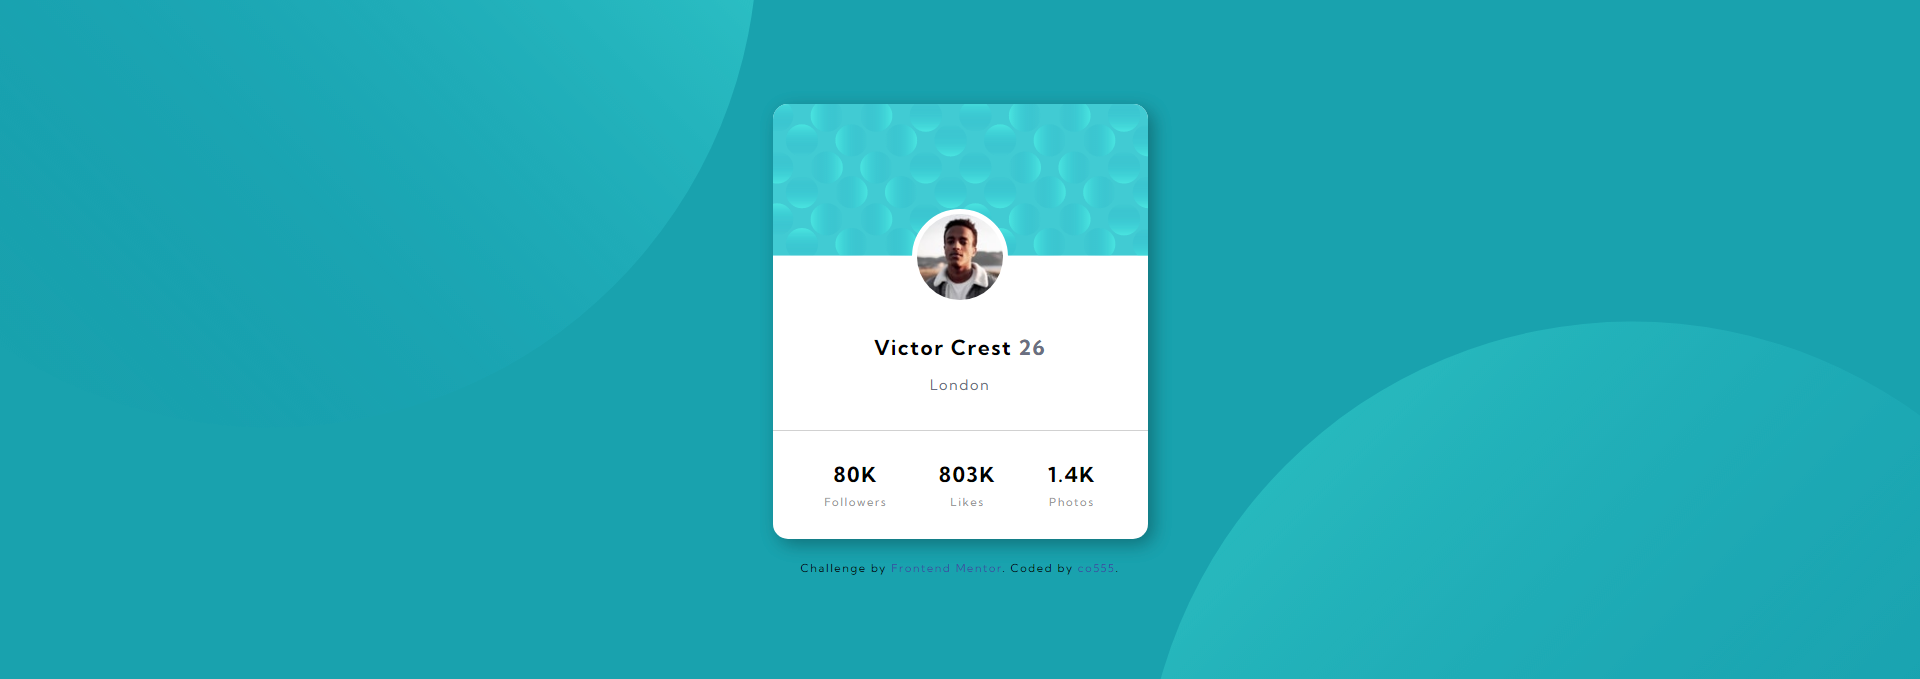 Victor Crest 26
London
80K 803K 1.4K
Followers Likes Photos
Challenge by Frontend Mentor. Coded by co555.